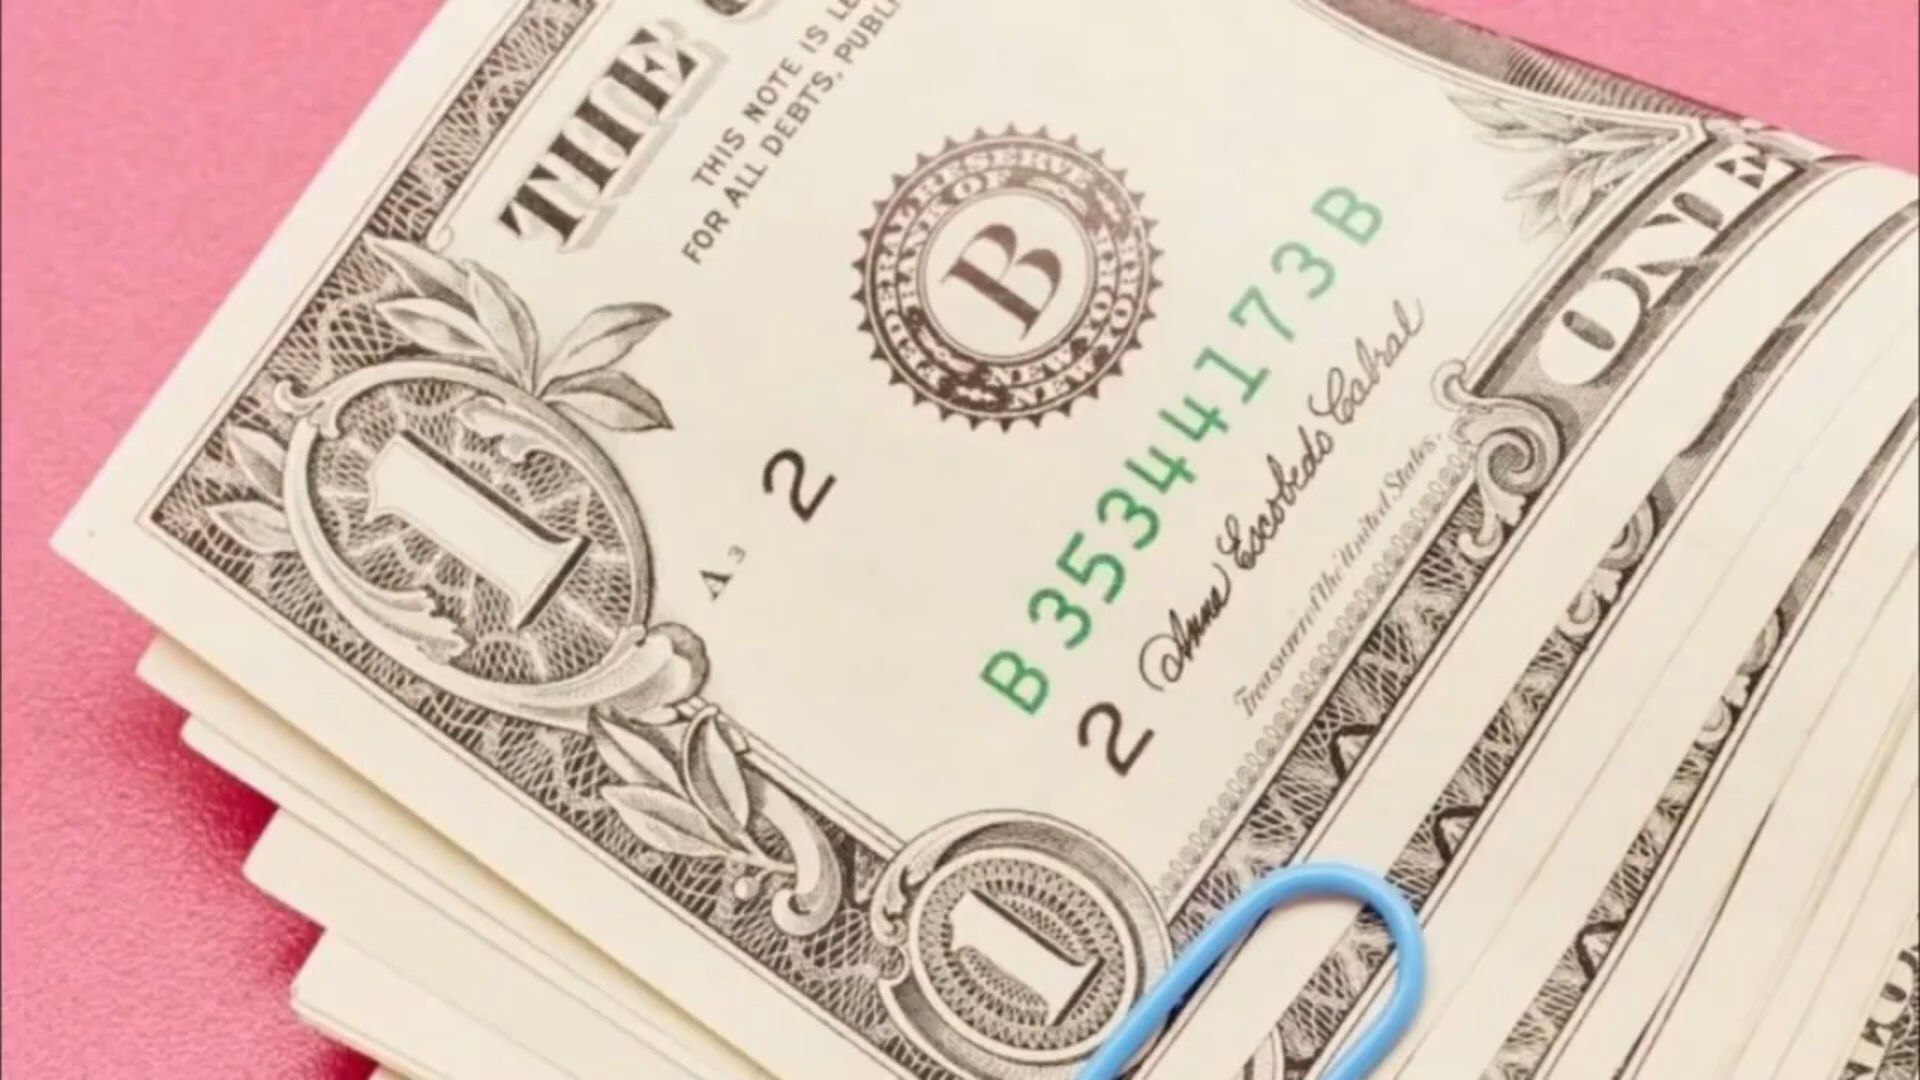 THE
THIS NOTE IS LE
FOR ALL DEBTS, PUBLI
FEDERAL RESERVE
BANK OF
B
NEW YORK
NEW YORK
1
A3
2
B 35344173 B
2
Anna Escobedo Cabral
Treasurer of the United States.
ONE
1